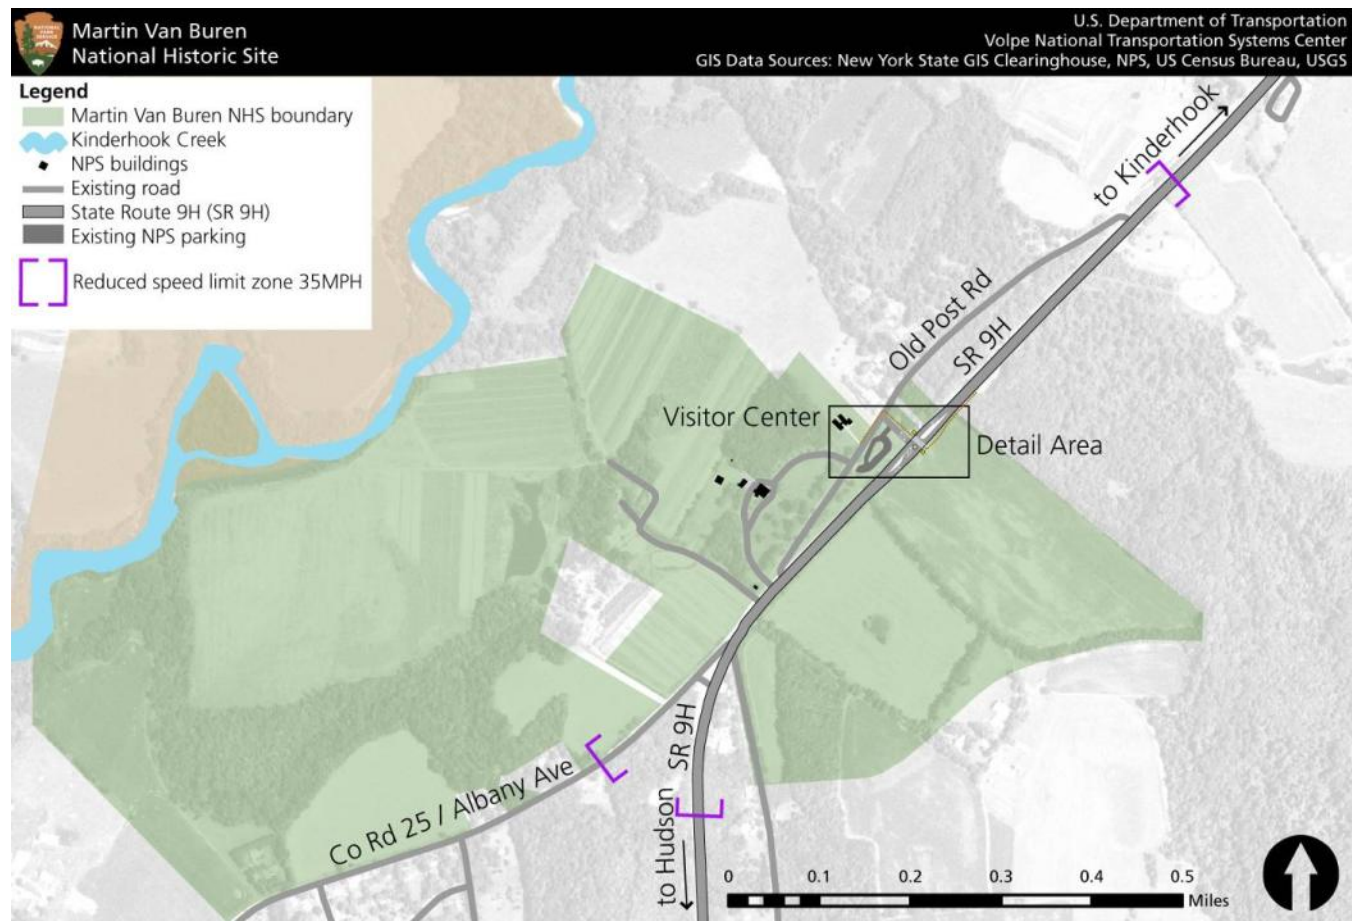 Martin Van Buren
National Historic Site
U.S. Department of Transportation
Volpe National Transportation Systems Center
GIS Data Sources: New York State GIS Clearinghouse, NPS, US Census Bureau, USGS
Legend
Martin Van Buren NHS boundary
Kinderhook Creek
NPS buildings
Existing road
State Route 9H (SR 9H)
Existing NPS parking
Reduced speed limit zone 35MPH
to Kinderhook
Old Post Rd
SR 9H
Visitor Center
Detail Area
SR 9H
Co Rd 25 / Albany Ave
to Hudson
0 0.1 0.2 0.3 0.4 0.5
Miles